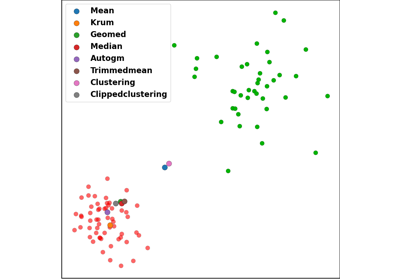 Mean
Krum
Geomed
Median
Autogm
Trimmedmean
Clustering
Clippedclustering